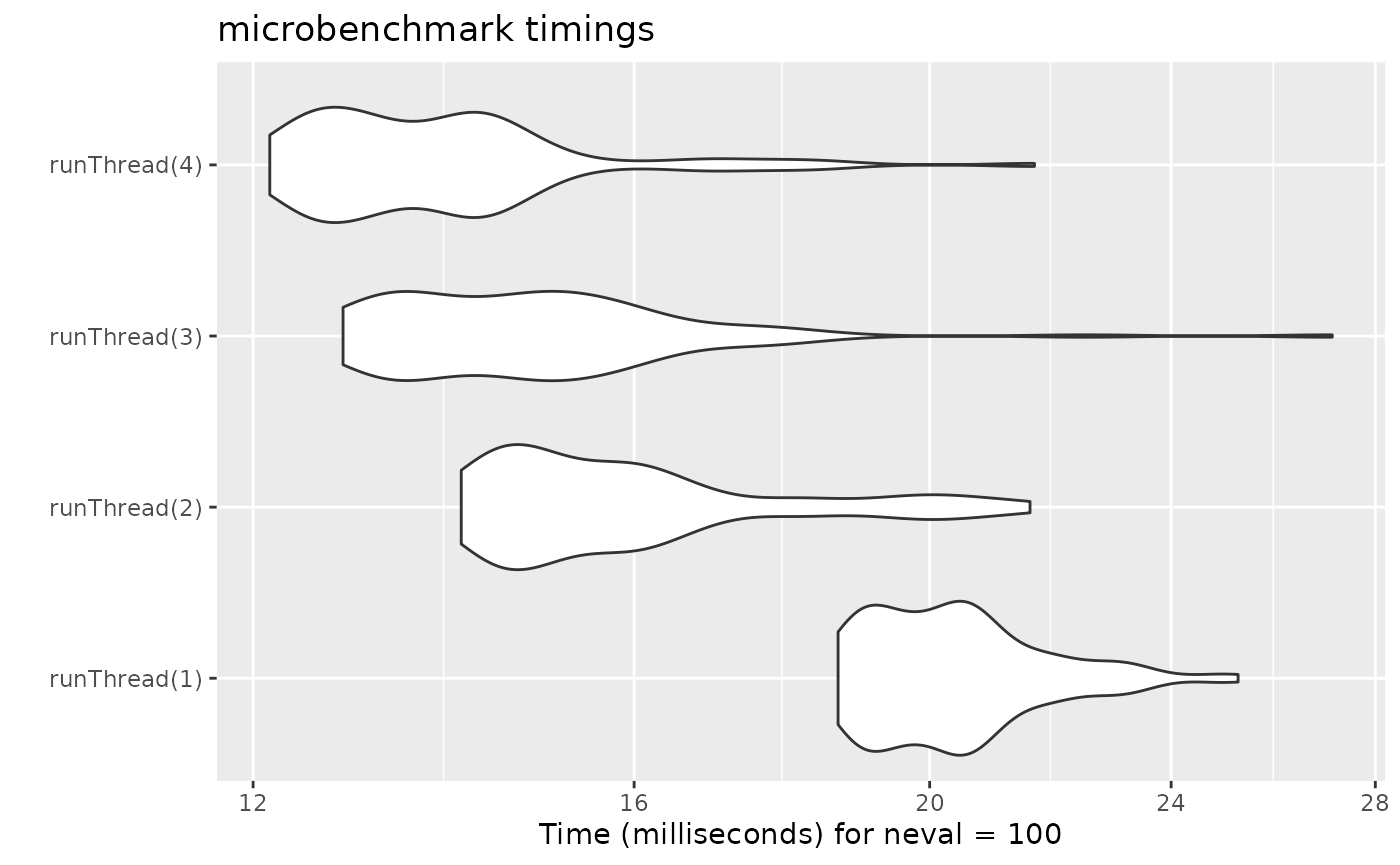 microbenchmark timings
runThread(4)
runThread(3)
runThread(2)
runThread(1)
12 16 20 24 28
Time (milliseconds) for neval = 100